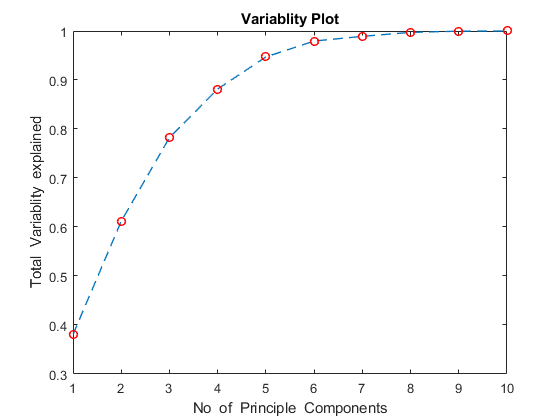 Variablity Plot
1
0.9
0.8
0.7
0.6
0.5
0.4
0.3
Total Variablity explained
1 2 3 4 5 6 7 8 9 10
No of Principle Components